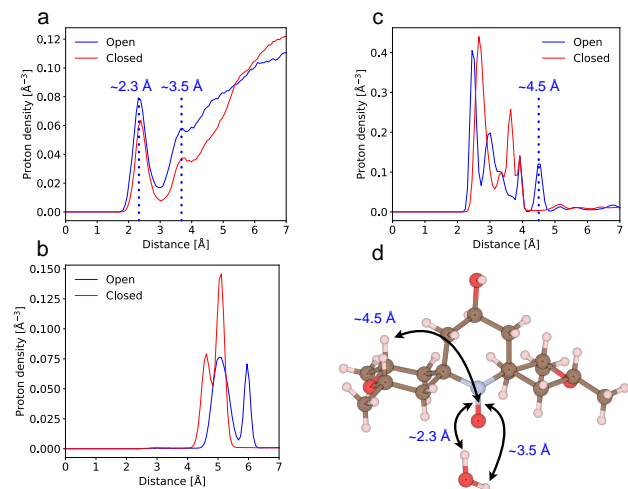 a
Open
Closed
~2.3 Å
~3.5 Å
Proton density [Å⁻³]
0.12
0.10
0.08
0.06
0.04
0.02
0.00
0 1 2 3 4 5 6 7
Distance [Å]
c
Open
Closed
~4.5 Å
Proton density [Å⁻³]
0.4
0.3
0.2
0.1
0.0
0 1 2 3 4 5 6 7
Distance [Å]
b
Open
Closed
Proton density [Å⁻³]
0.150
0.125
0.100
0.075
0.050
0.025
0.000
0 1 2 3 4 5 6 7
Distance [Å]
d
~4.5 Å
~2.3 Å
~3.5 Å